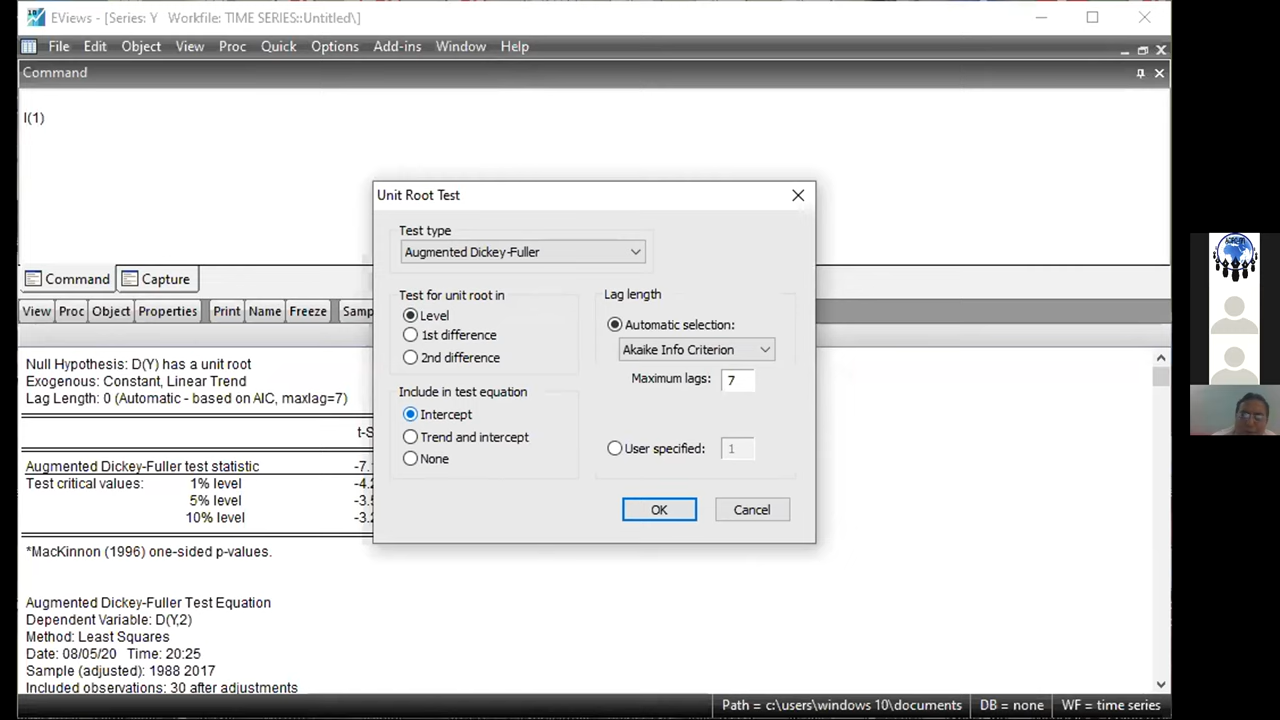 EViews - [Series: Y Workfile: TIME SERIES::Untitled\]
File Edit Object View Proc Quick Options Add-ins Window Help
Command
I(1)
Unit Root Test
Test type
Augmented Dickey-Fuller
Test for unit root in
Level
1st difference
2nd difference
Include in test equation
Intercept
Trend and intercept
None
Lag length
Automatic selection:
Akaike Info Criterion
Maximum lags: 7
User specified: 1
OK Cancel
Command Capture
View Proc Object Properties Print Name Freeze
Null Hypothesis: D(Y) has a unit root
Exogenous: Constant, Linear Trend
Lag Length: 0 (Automatic - based on AIC, maxlag=7)
Augmented Dickey-Fuller test statistic
Test critical values: 1% level
5% level
10% level
*MacKinnon (1996) one-sided p-values.
Augmented Dickey-Fuller Test Equation
Dependent Variable: D(Y,2)
Method: Least Squares
Date: 08/05/20 Time: 20:25
Sample (adjusted): 1988 2017
Included observations: 30 after adjustments
Path = c:\users\windows 10\documents DB = none WF = time series